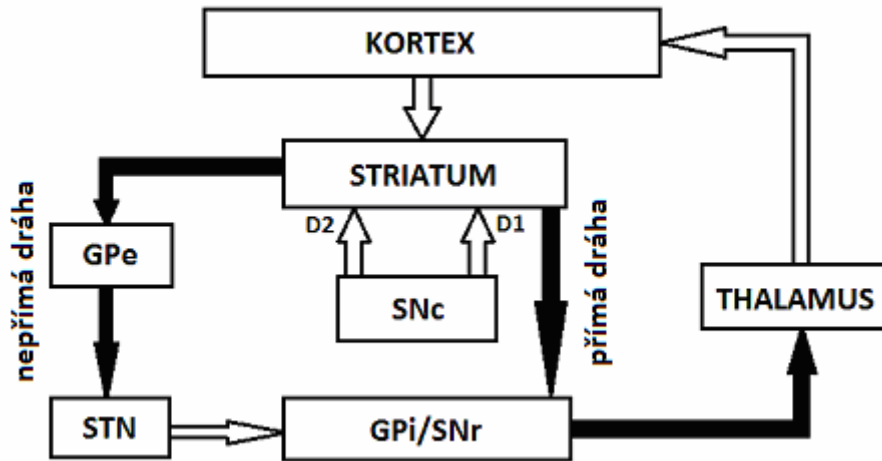 KORTEX
STRIATUM
D2
D1
nepřímá dráha
GPe
SNc
přímá dráha
THALAMUS
STN
GPi/SNr